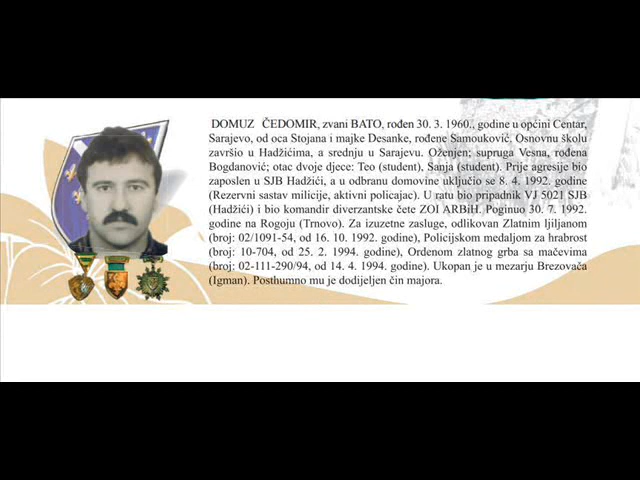 DOMUZ ČEDOMIR, zvani BATO, rođen 30. 3. 1960., godine u općini Centar,
Sarajevo, od oca Stojana i majke Desanke, rođene Samouković. Osnovnu školu
završio u Hadžićima, a srednju u Sarajevu. Oženjen; supruga Vesna, rođena
Bogdanović; otac dvoje djece: Teo (student), Sanja (student). Prije agresije bio
zaposlen u SJB Hadžići, a u odbranu domovine uključio se 8. 4. 1992. godine
(Rezervni sastav milicije, aktivni policajac). U ratu bio pripadnik VJ 5021 SJB
(Hadžići) i bio komandir diverzantske čete ZOI ARBiH. Poginuo 30. 7. 1992.
godine na Rogoju (Trnovo). Za izuzetne zasluge, odlikovan Zlatnim ljiljanom
(broj: 02/1091-54, od 16. 10. 1992. godine), Policijskom medaljom za hrabrost
(broj: 10-704, od 25. 2. 1994. godine), Ordenom zlatnog grba sa mačevima
(broj: 02-111-290/94, od 14. 4. 1994. godine). Ukopan je u mezarju Brezovača
(Igman). Posthumno mu je dodijeljen čin majora.